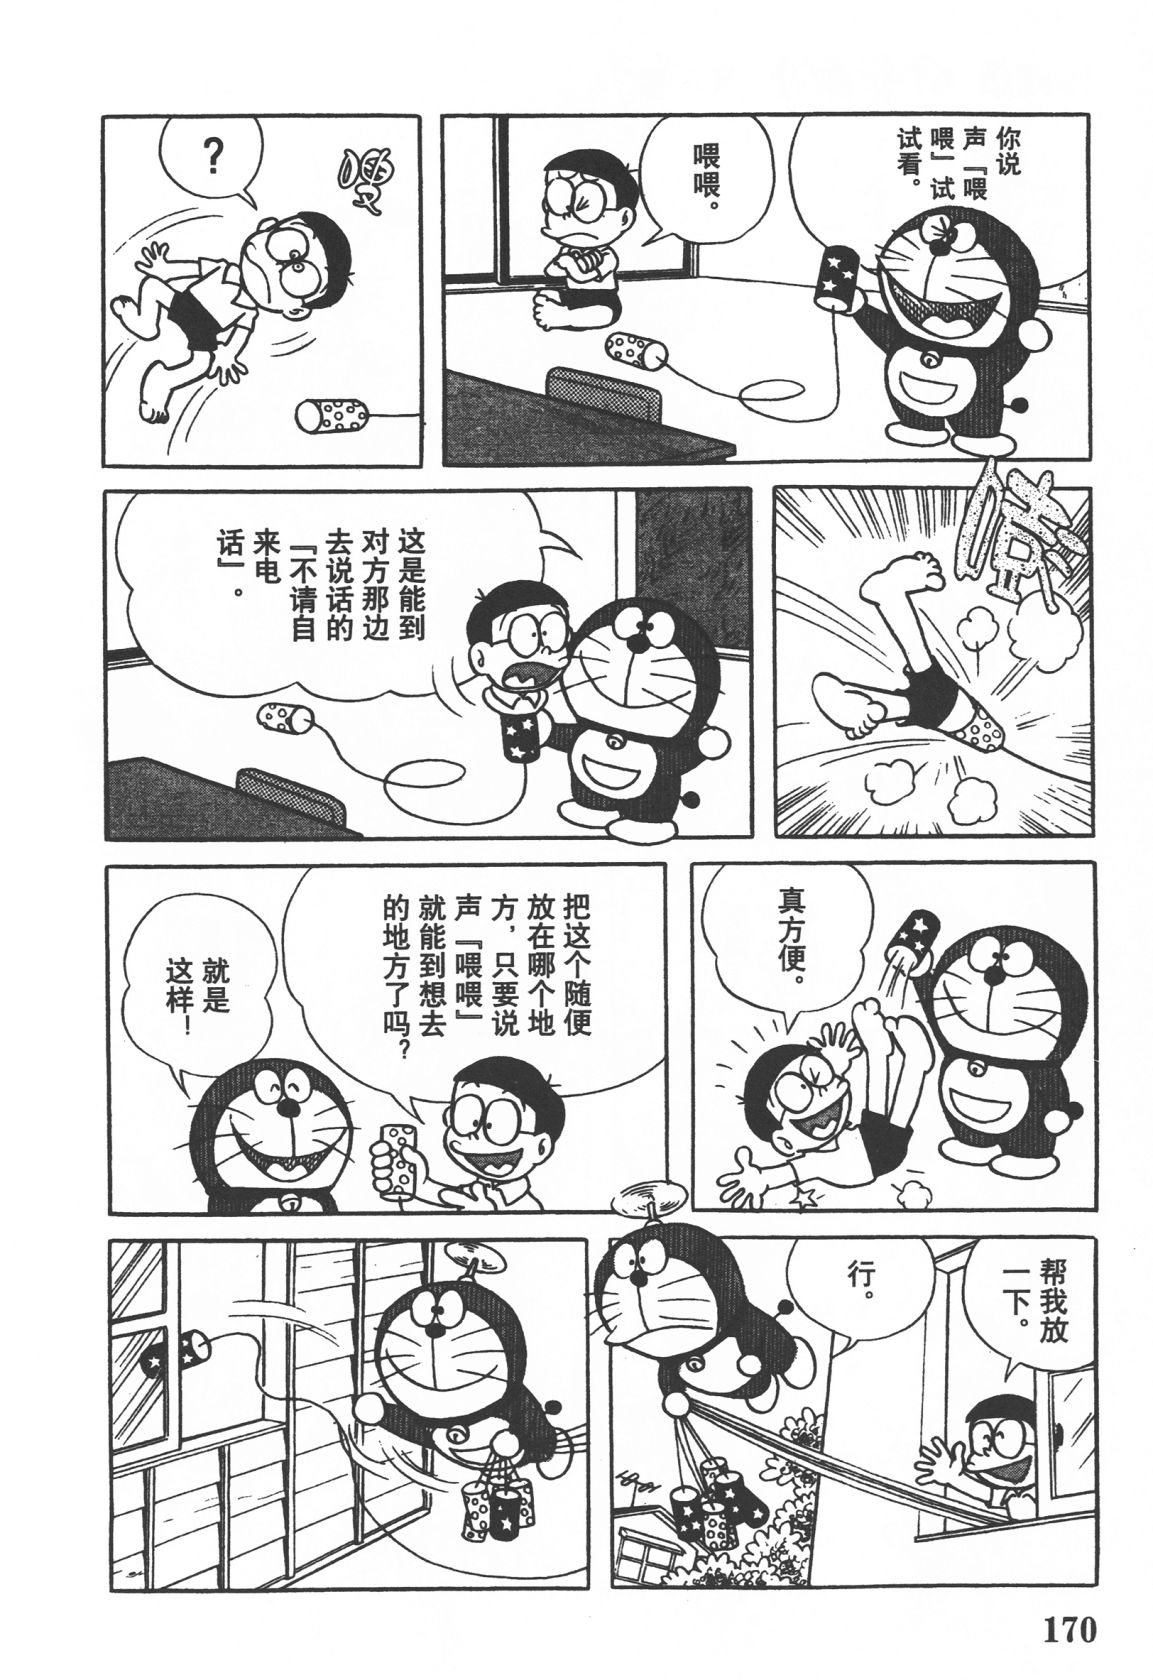 你说
声『喂
喂』试
试看。
喂喂。
嗖
？
这是能到
对方那边
去说话的
『不请自
来电
话』。
真方便。
把这个随便
放在哪个地
方，只要说
声『喂喂』
就能到想去
的地方了吗？
就是
这样！
帮我放
一下。
行。
170